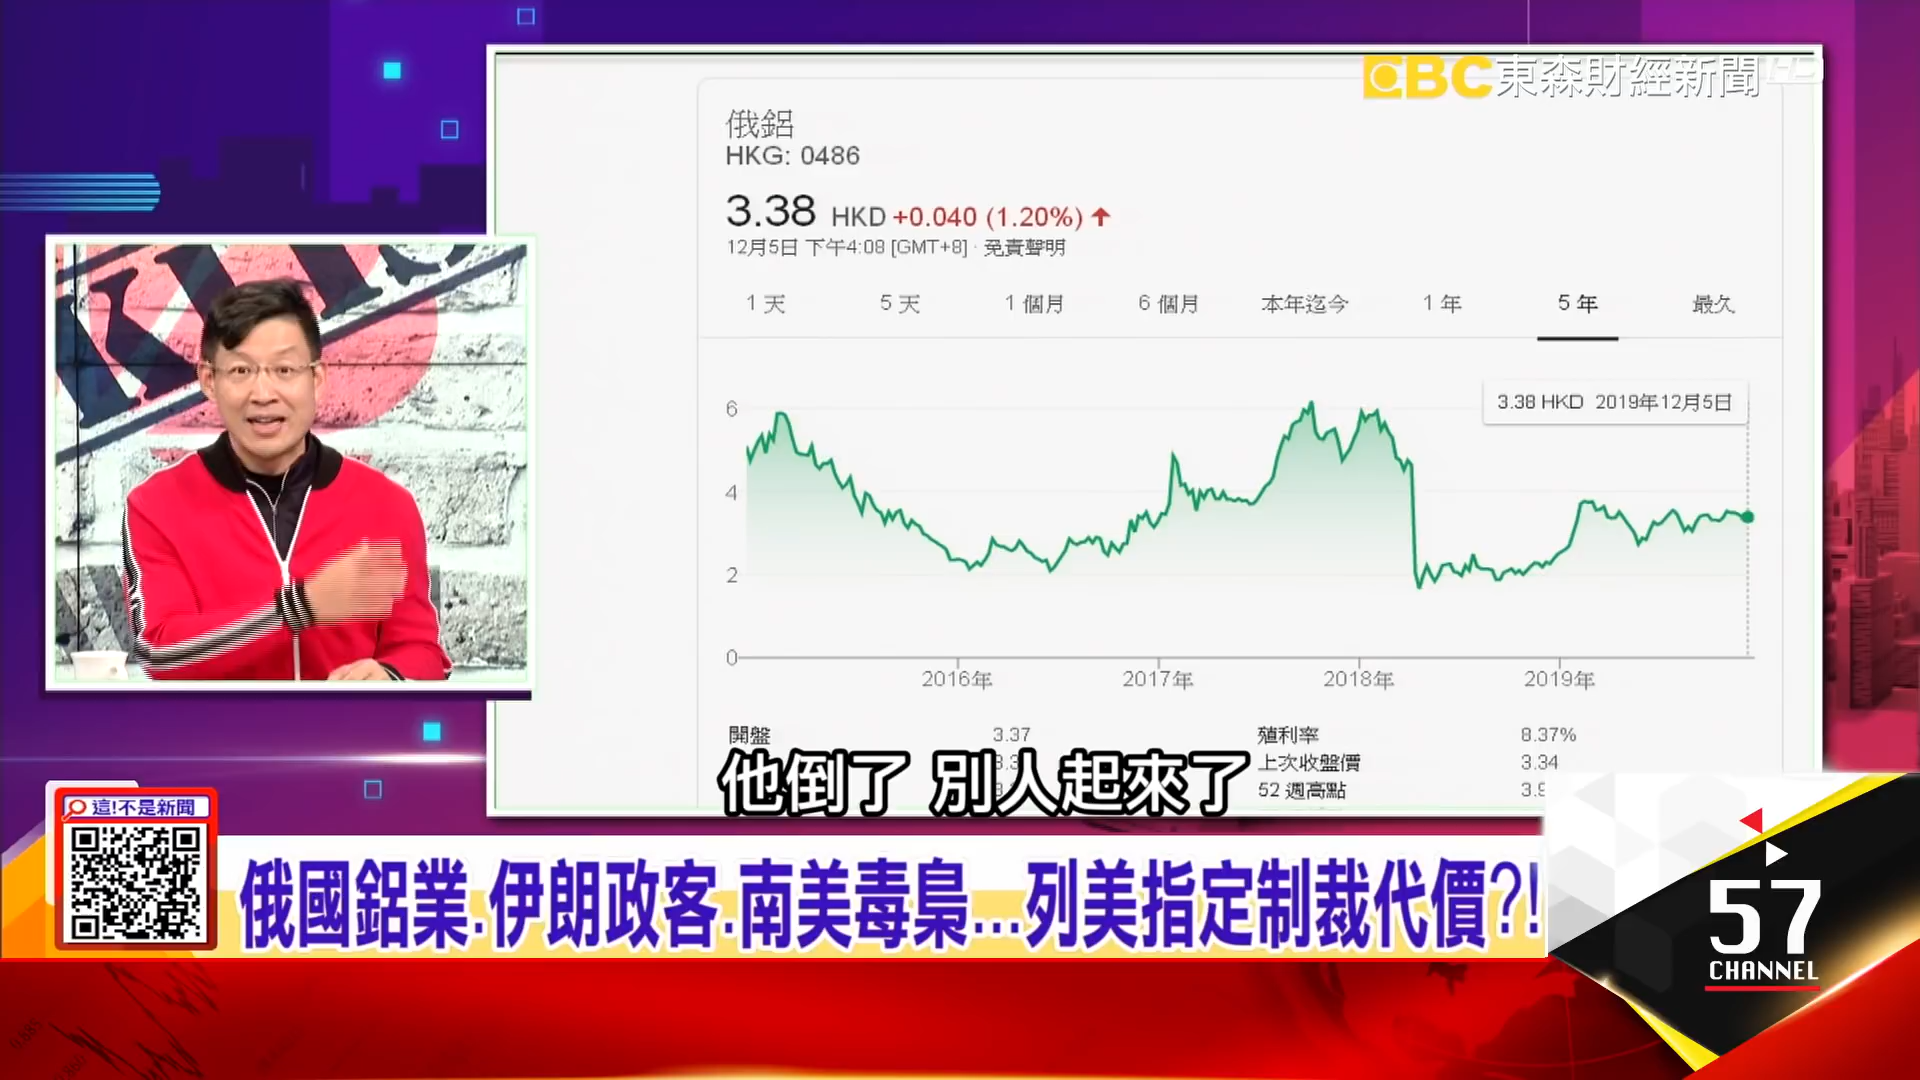 EBC東森財經新聞 HD
俄鋁
HKG: 0486
3.38 HKD +0.040 (1.20%) ↑
12月5日 下午4:08 [GMT+8] · 免責聲明
1 天 5 天 1 個月 6 個月 本年迄今 1 年 5 年 最久
3.38 HKD 2019年12月5日
6
4
2
0
2016年 2017年 2018年 2019年
開盤 3.37 殖利率 8.37%
上次收盤價 3.34
52 週高點
他倒了 別人起來了
這!不是新聞
俄國鋁業.伊朗政客.南美毒梟...列美指定制裁代價?!
57
CHANNEL